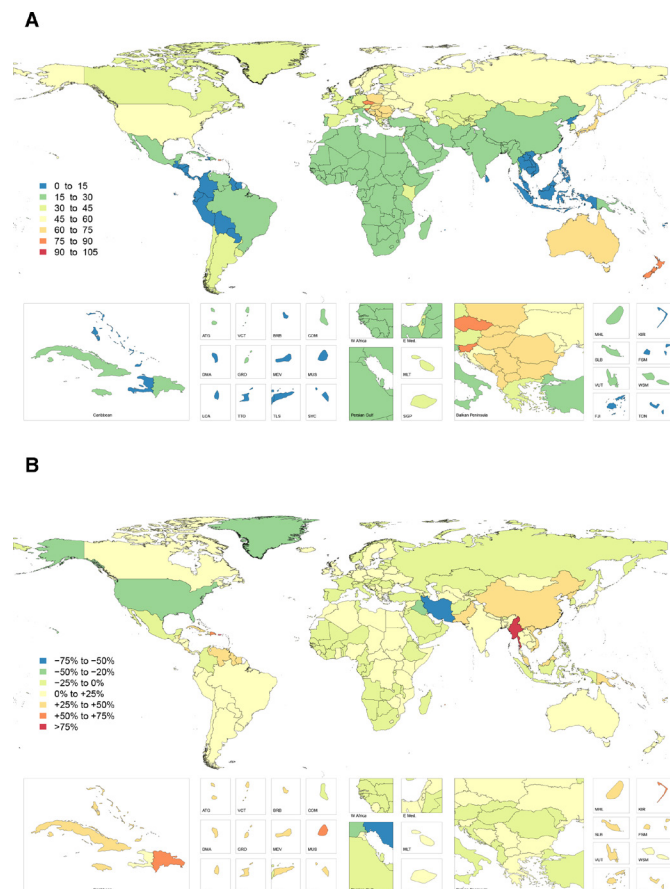 A
0 to 15
15 to 30
30 to 45
45 to 60
60 to 75
75 to 90
90 to 105
Caribbean
ATG
VCT
BRB
COM
DMA
GRD
MDV
MUS
LCA
TTO
TLS
SYC
W Africa
E Med.
Persian Gulf
MLT
SGP
Balkan Peninsula
MHL
KIR
SLB
FSM
VUT
WSM
FJI
TON
B
−75% to −50%
−50% to −20%
−25% to 0%
0% to +25%
+25% to +50%
+50% to +75%
>75%
ATG
VCT
BRB
COM
DMA
GRD
MDV
MUS
W Africa
E Med.
MLT
MHL
KIR
SLB
FSM
VUT
WSM